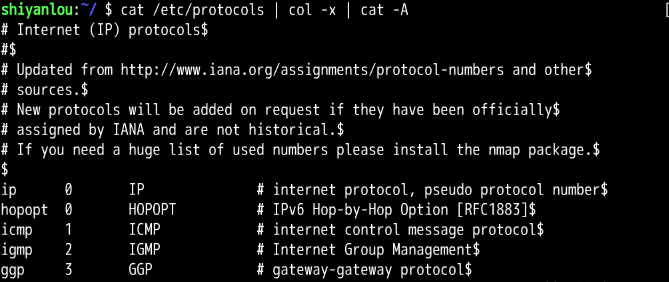 shiyanlou:~/ $ cat /etc/protocols | col -x | cat -A
# Internet (IP) protocols$
#$
# Updated from http://www.iana.org/assignments/protocol-numbers and other$
# sources.$
# New protocols will be added on request if they have been officially$
# assigned by IANA and are not historical.$
# If you need a huge list of used numbers please install the nmap package.$
$
ip      0       IP              # internet protocol, pseudo protocol number$
hopopt  0       HOPOPT          # IPv6 Hop-by-Hop Option [RFC1883]$
icmp    1       ICMP            # internet control message protocol$
igmp    2       IGMP            # Internet Group Management$
ggp     3       GGP             # gateway-gateway protocol$